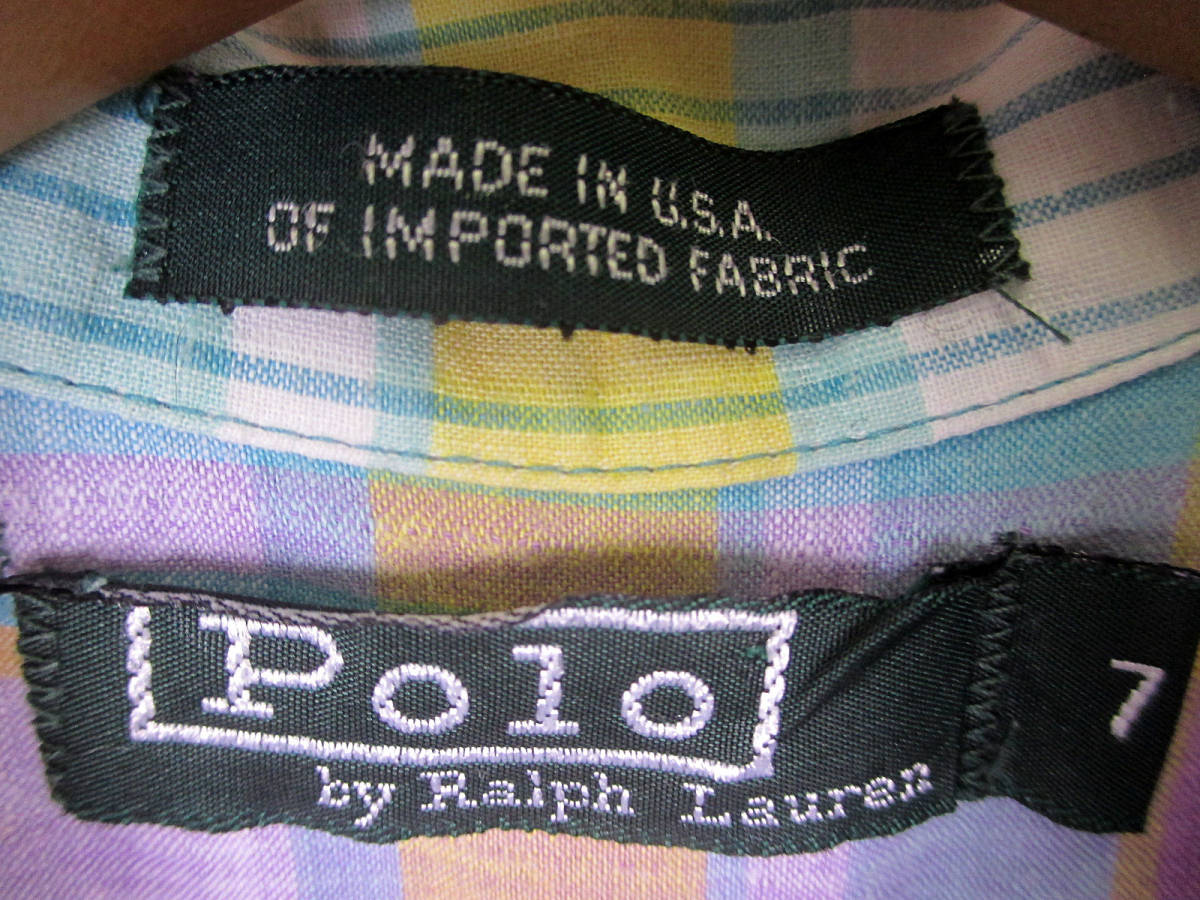 MADE IN U.S.A.
OF IMPORTED FABRIC
Polo
by Ralph Lauren
7